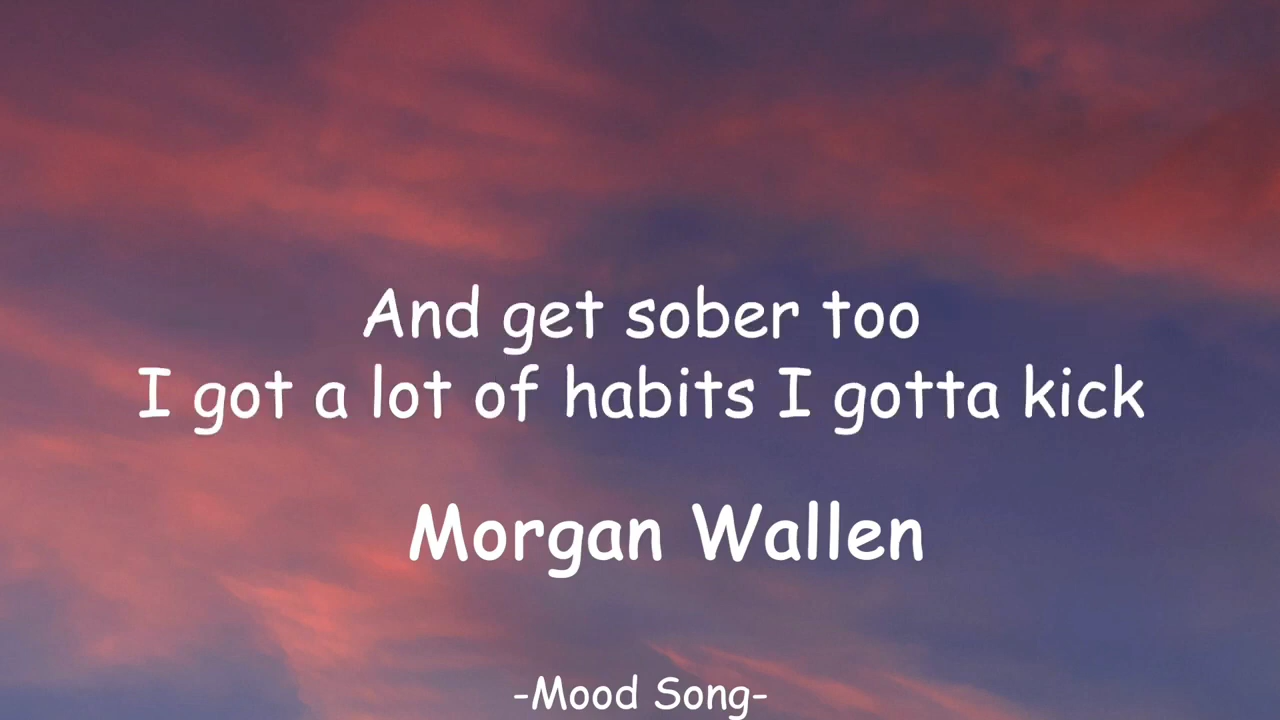 And get sober too
I got a lot of habits I gotta kick
Morgan Wallen
-Mood Song-